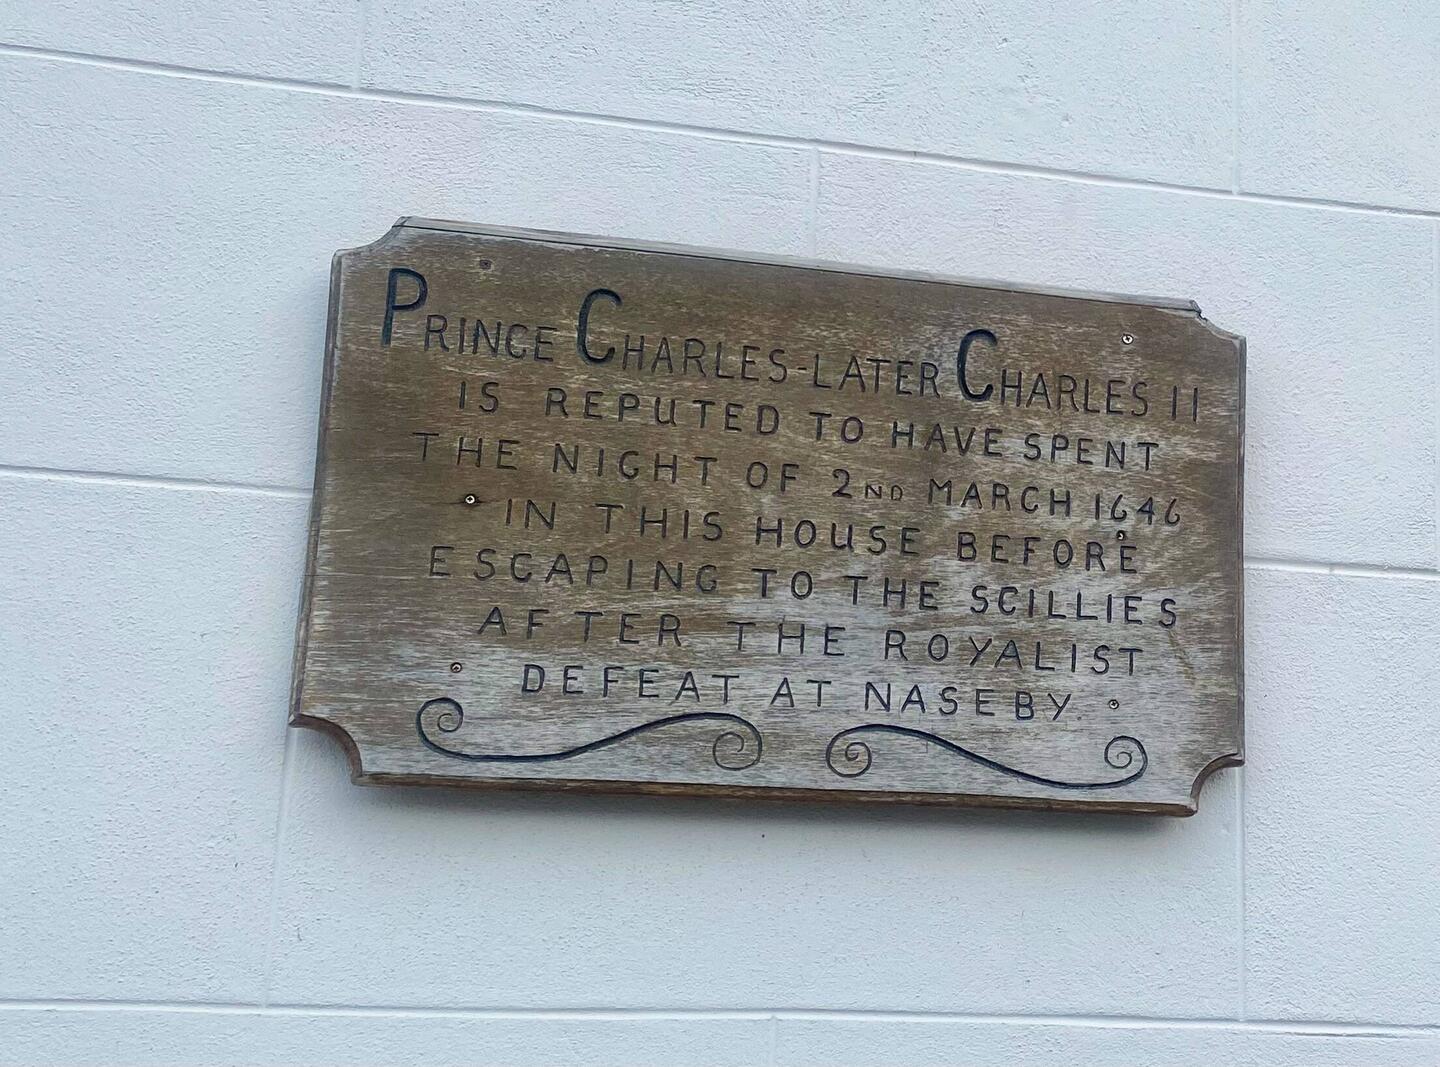 PRINCE CHARLES-LATER CHARLES II
IS REPUTED TO HAVE SPENT
THE NIGHT OF 2ND MARCH 1646
IN THIS HOUSE BEFORE
ESCAPING TO THE SCILLIES
AFTER THE ROYALIST
DEFEAT AT NASEBY.